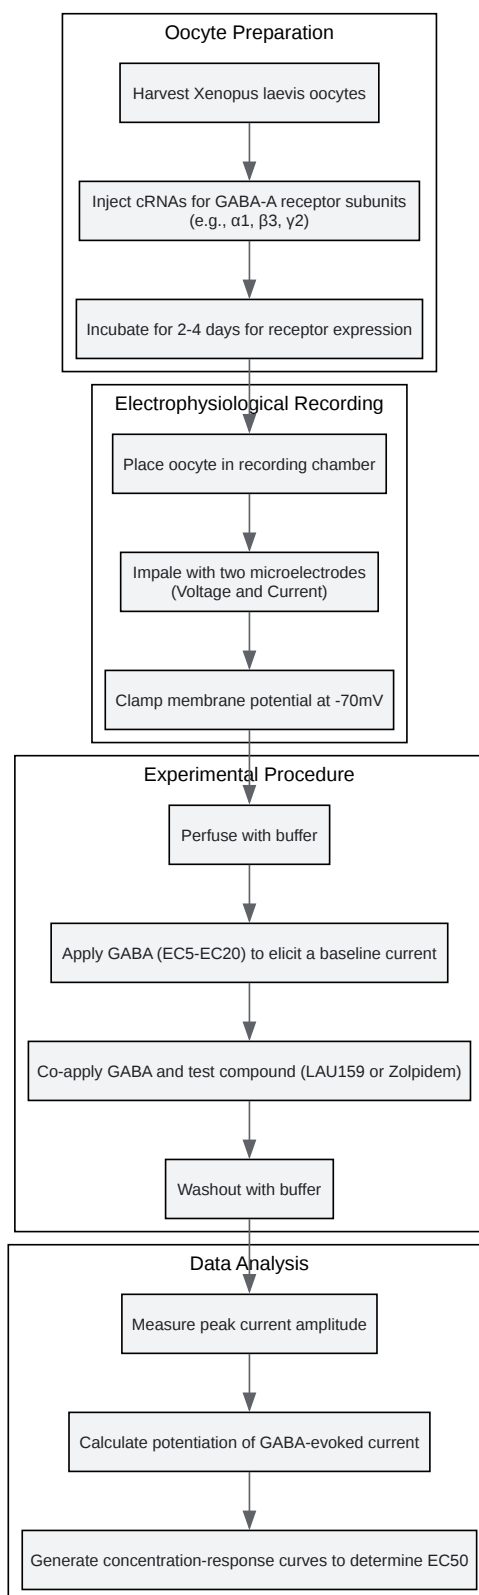 Oocyte Preparation
Harvest Xenopus laevis oocytes
Inject cRNAs for GABA-A receptor subunits
(e.g., α1, β3, γ2)
Incubate for 2-4 days for receptor expression
Electrophysiological Recording
Place oocyte in recording chamber
Impale with two microelectrodes
(Voltage and Current)
Clamp membrane potential at -70mV
Experimental Procedure
Perfuse with buffer
Apply GABA (EC5-EC20) to elicit a baseline current
Co-apply GABA and test compound (LAU159 or Zolpidem)
Washout with buffer
Data Analysis
Measure peak current amplitude
Calculate potentiation of GABA-evoked current
Generate concentration-response curves to determine EC50